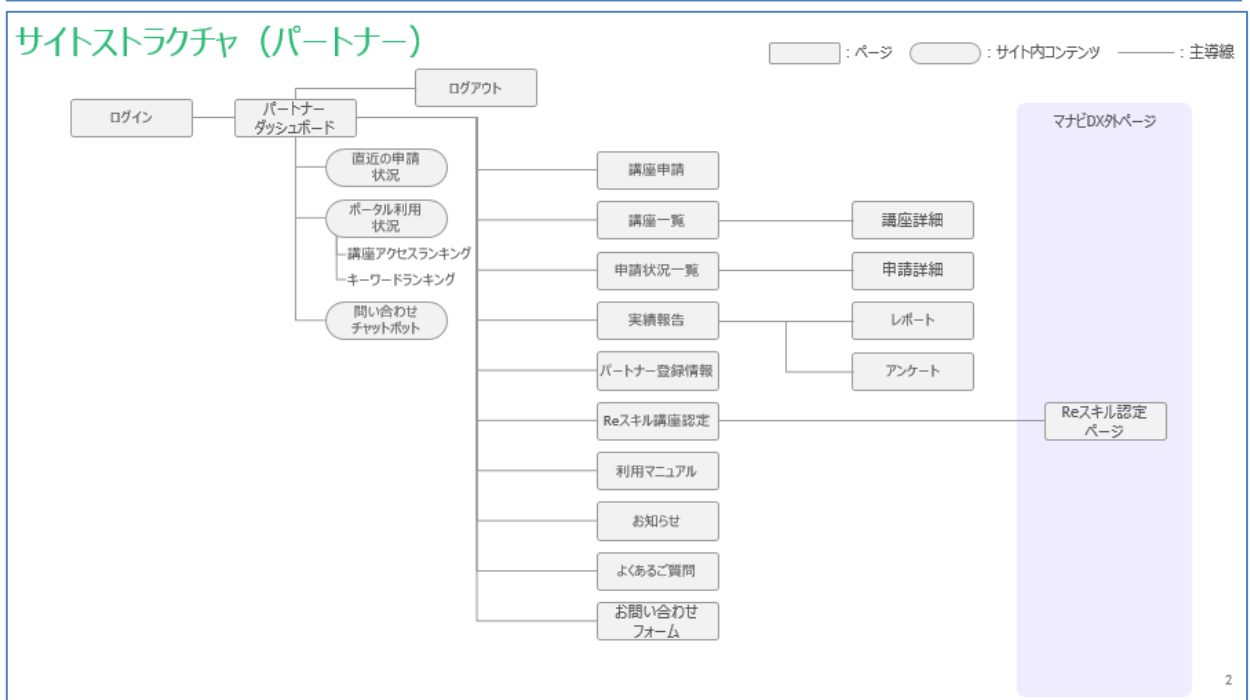 サイトストラクチャ（パートナー）
：ページ
：サイト内コンテンツ
：主導線
ログアウト
ログイン
パートナー
ダッシュボード
マナビDX外ページ
直近の申請
状況
講座申請
ポータル利用
状況
講座一覧
講座詳細
講座アクセスランキング
キーワードランキング
申請状況一覧
申請詳細
問い合わせ
チャットボット
実績報告
レポート
パートナー登録情報
アンケート
Reスキル講座認定
Reスキル認定
ページ
利用マニュアル
お知らせ
よくあるご質問
お問い合わせ
フォーム
2